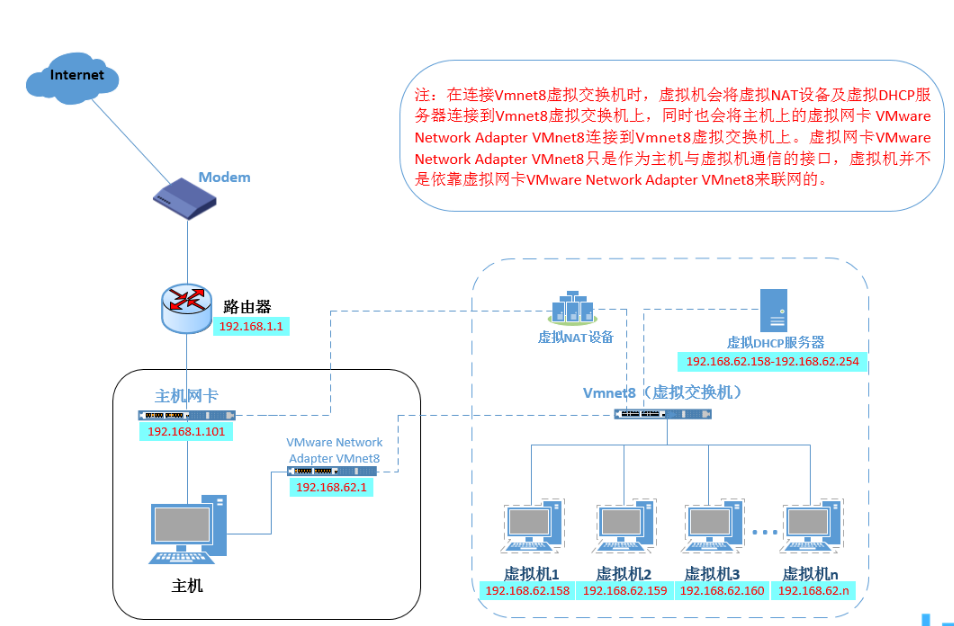 Internet
注：在连接Vmnet8虚拟交换机时，虚拟机会将虚拟NAT设备及虚拟DHCP服
务器连接到Vmnet8虚拟交换机上，同时也会将主机上的虚拟网卡 VMware
Network Adapter VMnet8连接到Vmnet8虚拟交换机上。虚拟网卡VMware
Network Adapter VMnet8只是作为主机与虚拟机通信的接口，虚拟机并不
是依靠虚拟网卡VMware Network Adapter VMnet8来联网的。
Modem
路由器
192.168.1.1
虚拟NAT设备
虚拟DHCP服务器
192.168.62.158-192.168.62.254
主机网卡
192.168.1.101
Vmnet8（虚拟交换机）
VMware Network
Adapter VMnet8
192.168.62.1
主机
虚拟机1
192.168.62.158
虚拟机2
192.168.62.159
虚拟机3
192.168.62.160
虚拟机n
192.168.62.n